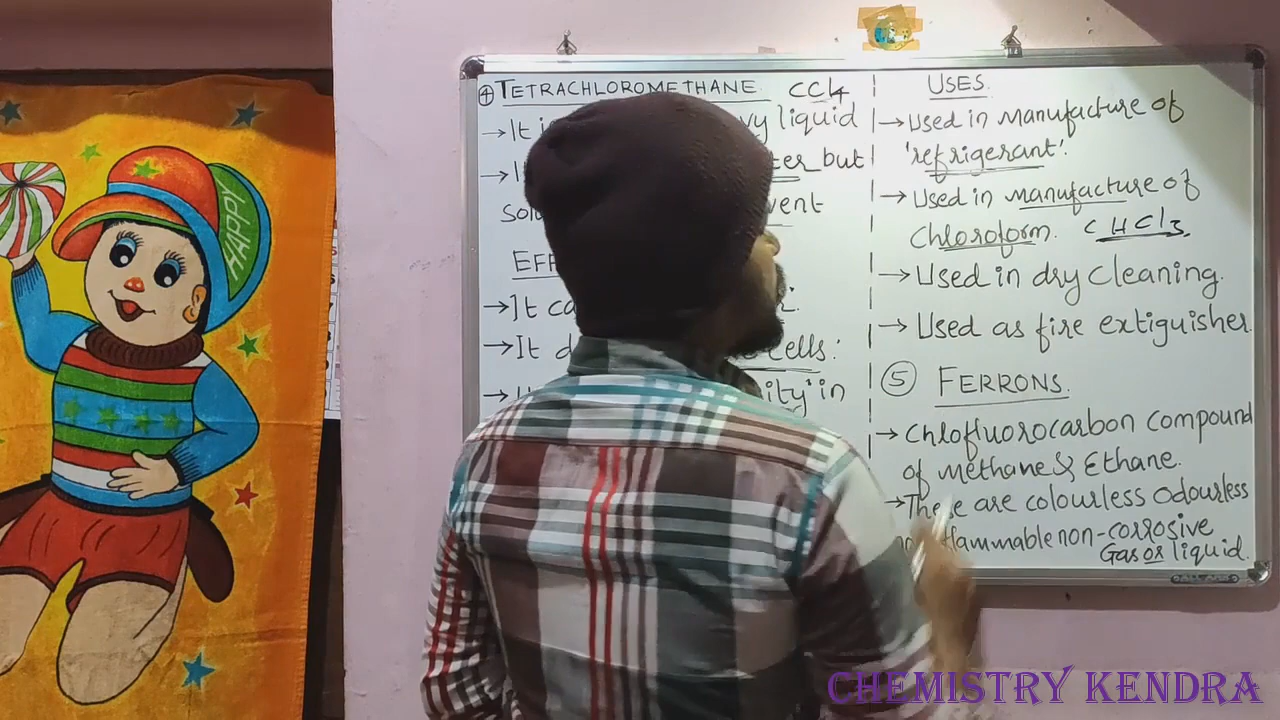 HAPPY
④ TETRACHLOROMETHANE CCl4
→ It vy liquid
→ ter but
vent
EFF
→ It ca
→ It d cells:
→ ity' in
USES.
→ Used in manufacture of
'refrigerant'.
→ Used in manufacture of
chloroform. CHCl3.
→ Used in dry cleaning.
→ Used as fire extiguisher.
⑤ FERRONS.
→ Chlofluorocarbon compound
of methane & Ethane.
→ These are colourless odourless
flammable non-corrosive
Gas or liquid.
CHEMISTRY KENDRA